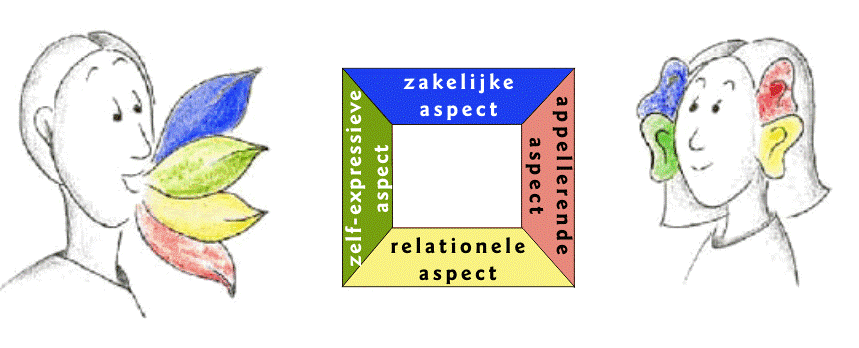 zakelijke
aspect
zelf-expressieve
aspect
appellerende
aspect
relationele
aspect